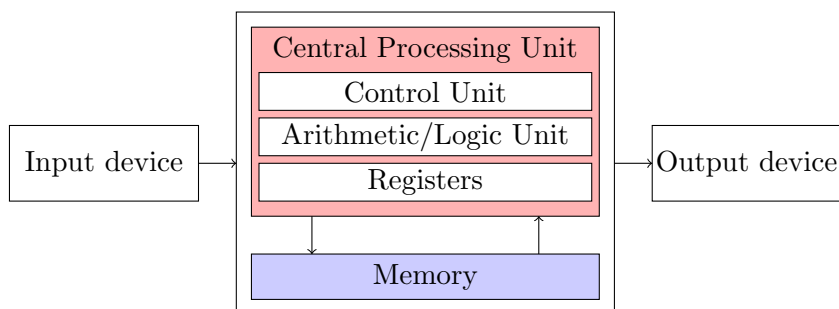 Central Processing Unit
Control Unit
Arithmetic/Logic Unit
Input device
Output device
Registers
Memory